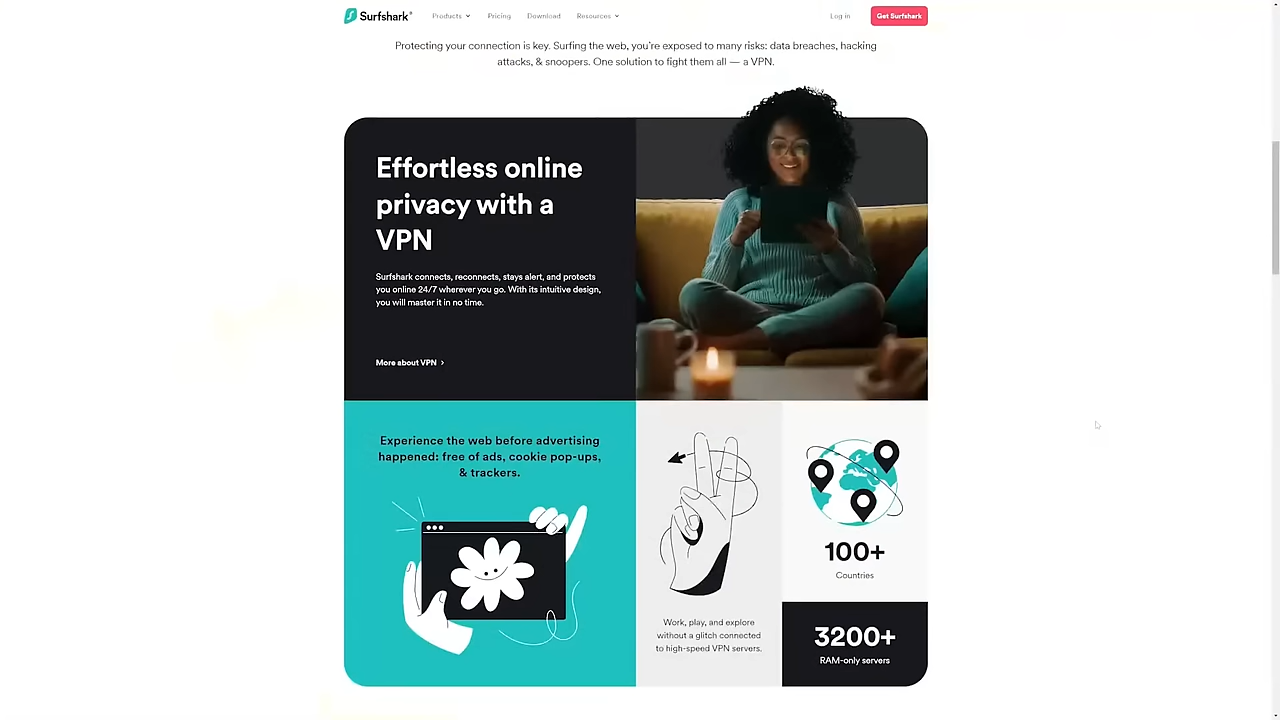 Surfshark®
Products
Pricing
Download
Resources
Log in
Get Surfshark
Protecting your connection is key. Surfing the web, you're exposed to many risks: data breaches, hacking
attacks, & snoopers. One solution to fight them all — a VPN.
Effortless online
privacy with a
VPN
Surfshark connects, reconnects, stays alert, and protects
you online 24/7 wherever you go. With its intuitive design,
you will master it in no time.
More about VPN ›
Experience the web before advertising
happened: free of ads, cookie pop-ups,
& trackers.
Work, play, and explore
without a glitch connected
to high-speed VPN servers.
100+
Countries
3200+
RAM-only servers